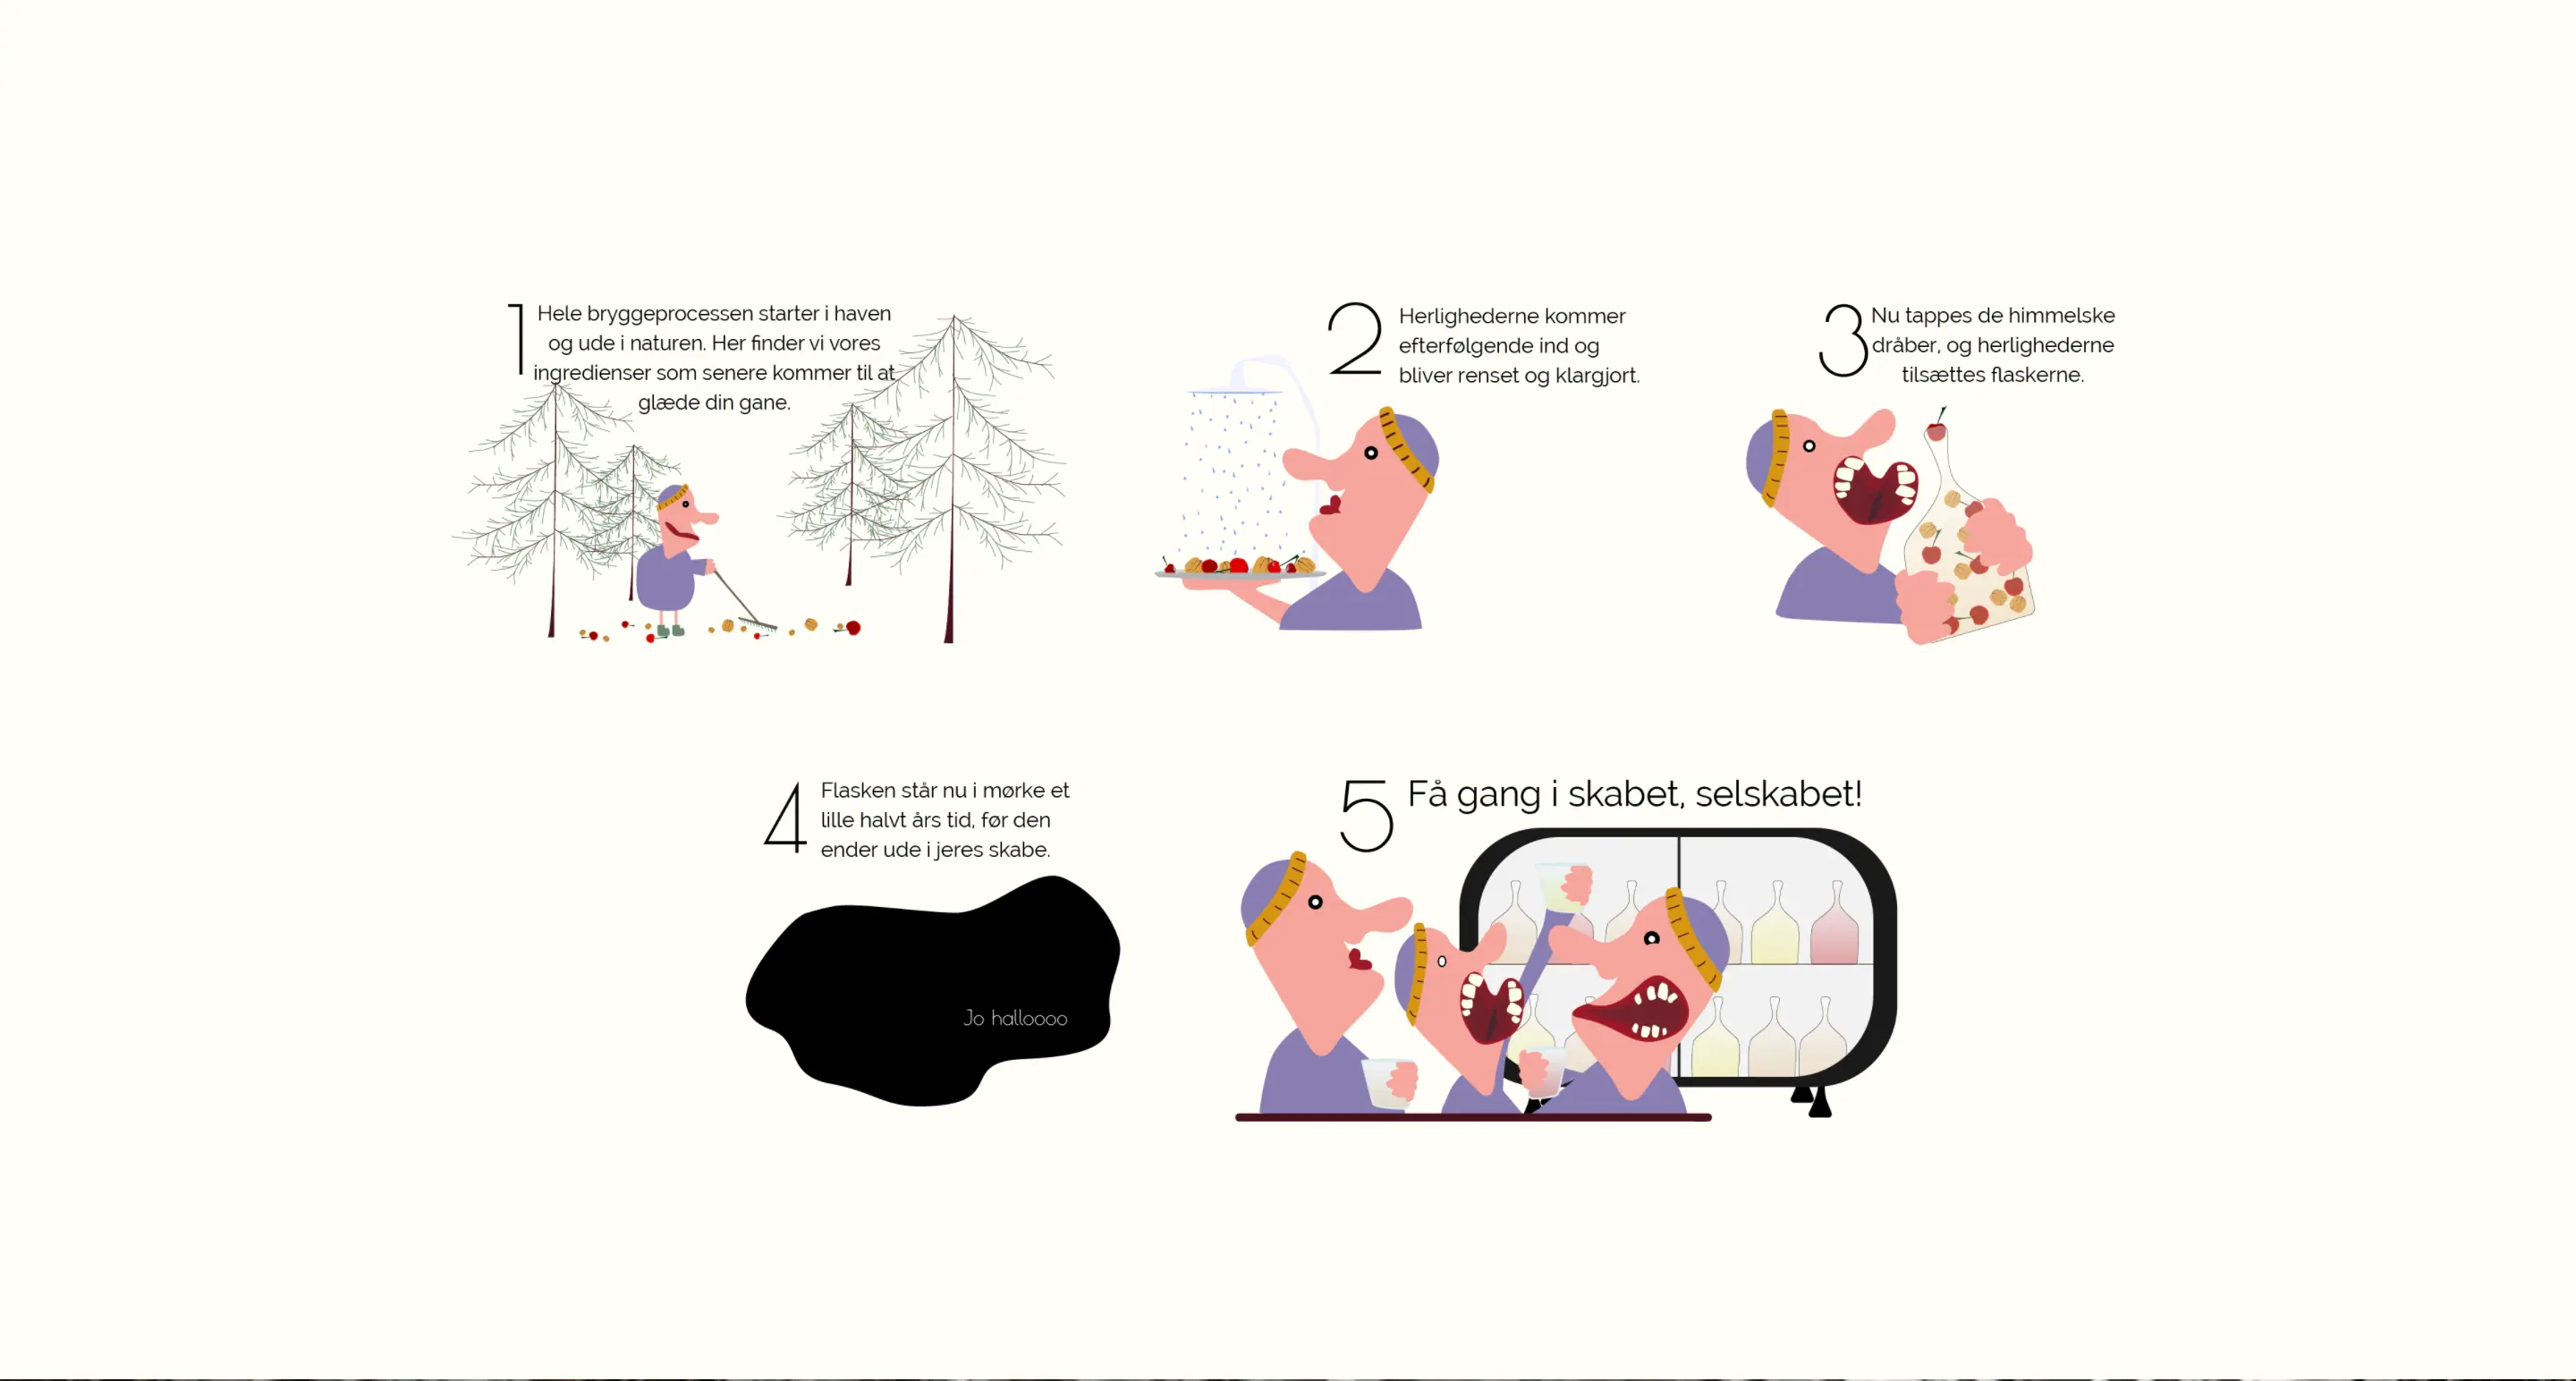 1
Hele bryggeprocessen starter i haven
og ude i naturen. Her finder vi vores
ingredienser som senere kommer til at
glæde din gane.
2
Herlighederne kommer
efterfølgende ind og
bliver renset og klargjort.
3
Nu tappes de himmelske
dråber, og herlighederne
tilsættes flaskerne.
4
Flasken står nu i mørke et
lille halvt års tid, før den
ender ude i jeres skabe.
Jo halloooo
5
Få gang i skabet, selskabet!